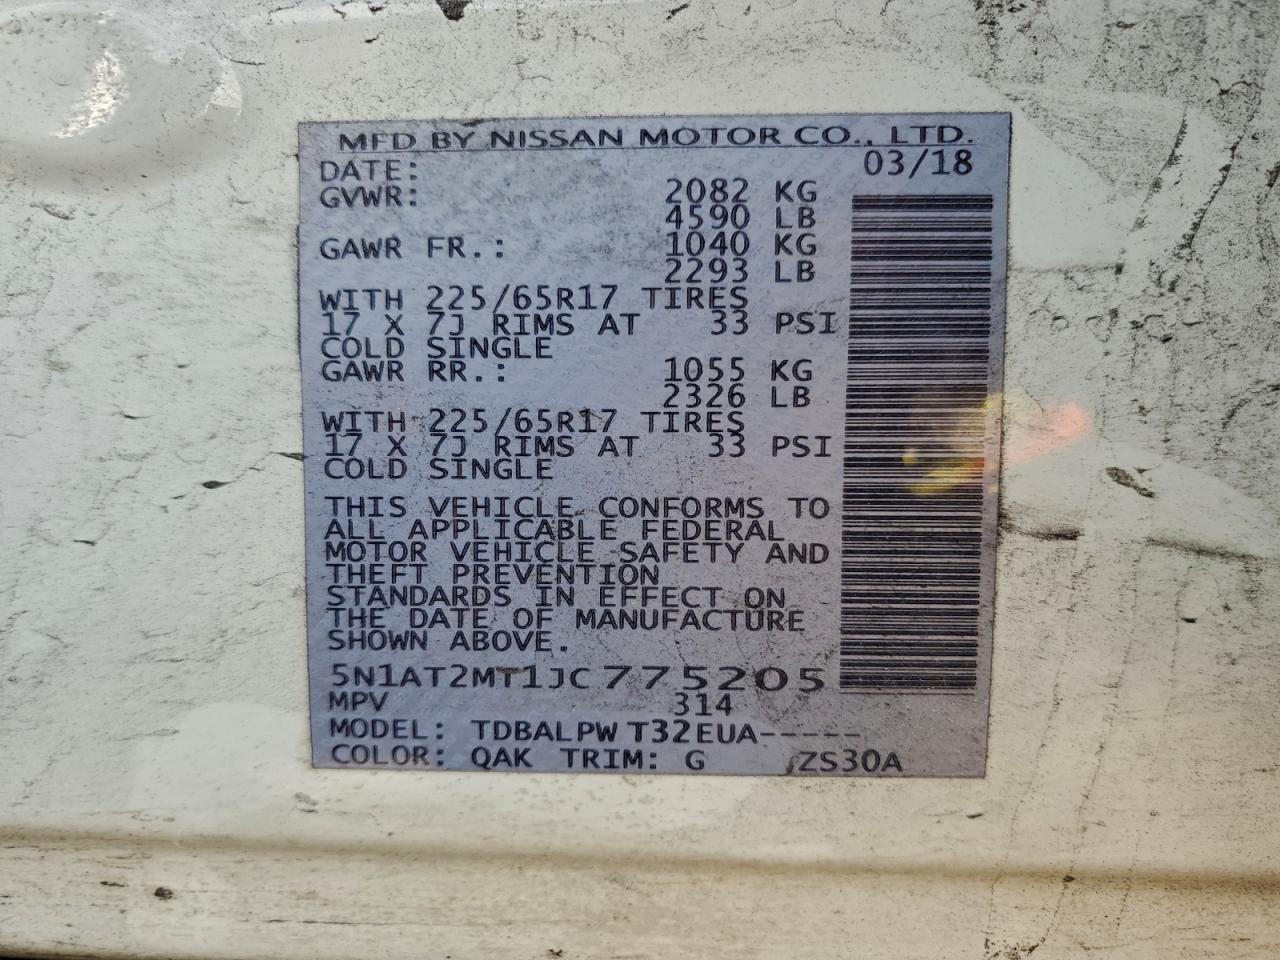 MFD BY NISSAN MOTOR CO., LTD.
DATE: 03/18
GVWR: 2082 KG
4590 LB
GAWR FR.: 1040 KG
2293 LB
WITH 225/65R17 TIRES
17 X 7J RIMS AT 33 PSI
COLD SINGLE
GAWR RR.: 1055 KG
2326 LB
WITH 225/65R17 TIRES
17 X 7J RIMS AT 33 PSI
COLD SINGLE
THIS VEHICLE CONFORMS TO
ALL APPLICABLE FEDERAL
MOTOR VEHICLE SAFETY AND
THEFT PREVENTION
STANDARDS IN EFFECT ON
THE DATE OF MANUFACTURE
SHOWN ABOVE.
5N1AT2MT1JC775205
MPV 314
MODEL: TDBALPW T32EUA-----
COLOR: QAK TRIM: G ZS30A